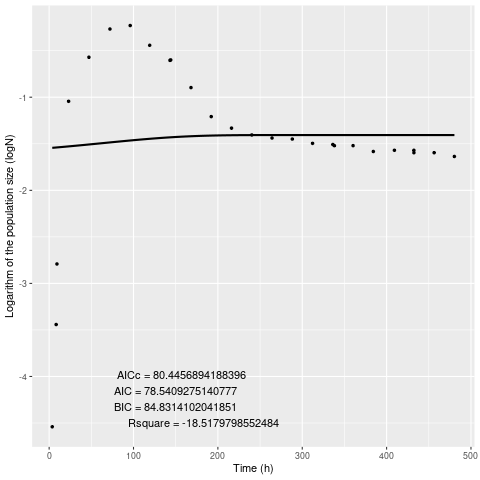 Logarithm of the population size (logN)
-1
-2
-3
-4
AICc = 80.4456894188396
AIC = 78.5409275140777
BIC = 84.8314102041851
Rsquare = -18.5179798552484
0 100 200 300 400 500
Time (h)